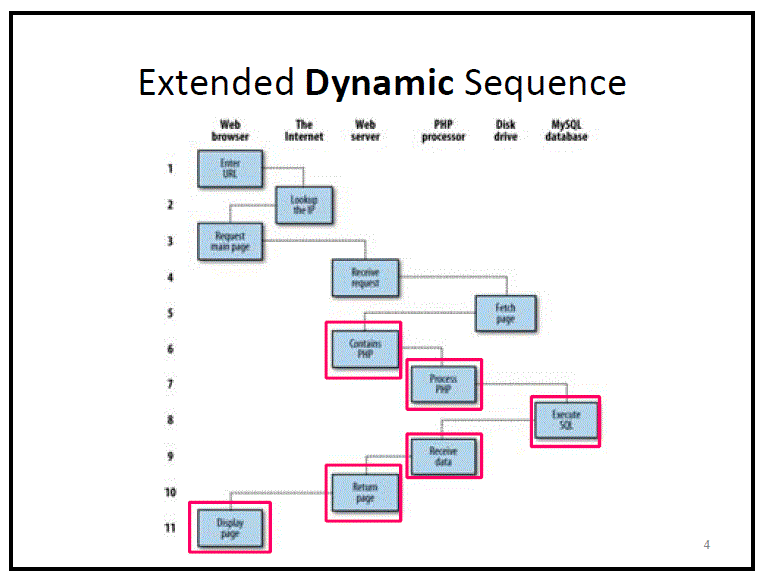 Extended Dynamic Sequence
Web browser
The Internet
Web server
PHP processor
Disk drive
MySQL database
1
Enter
URL
2
Lookup
the IP
3
Request
main page
4
Receive
request
5
Fetch
page
6
Contains
PHP
7
Process
PHP
8
Execute
SQL
9
Receive
data
10
Return
page
11
Display
page
4